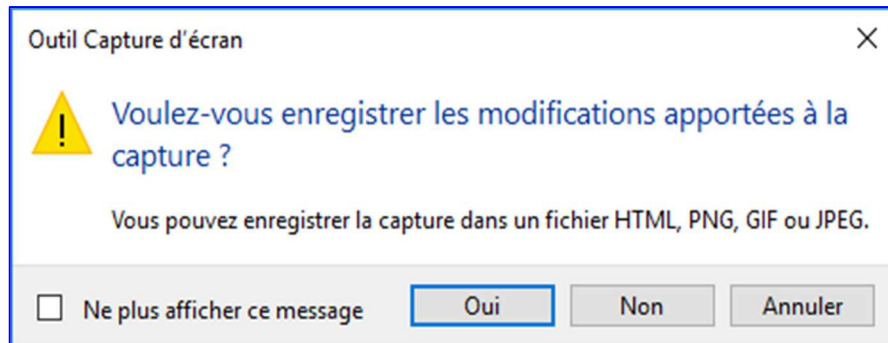 Outil Capture d'écran
Voulez-vous enregistrer les modifications apportées à la
capture ?
Vous pouvez enregistrer la capture dans un fichier HTML, PNG, GIF ou JPEG.
Ne plus afficher ce message
Oui
Non
Annuler